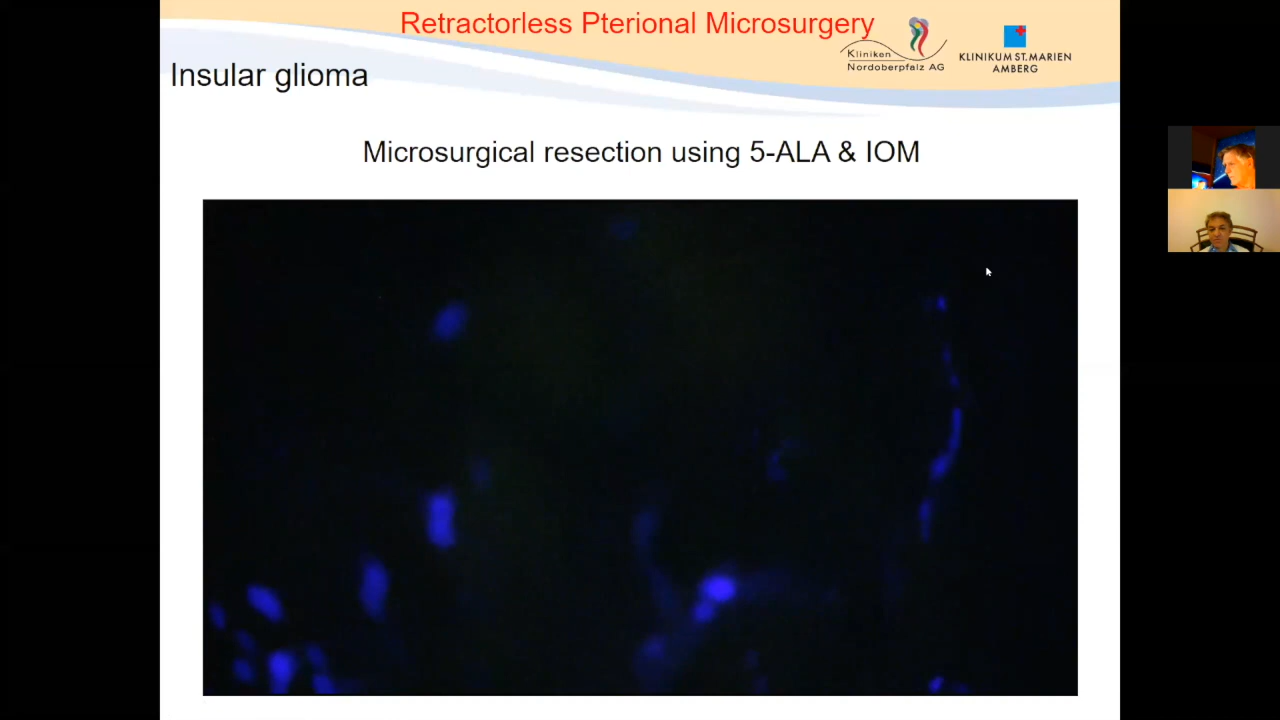 Retractorless Pterional Microsurgery
Insular glioma
Kliniken
Nordoberpfalz AG
KLINIKUM ST.MARIEN
AMBERG
Microsurgical resection using 5-ALA & IOM